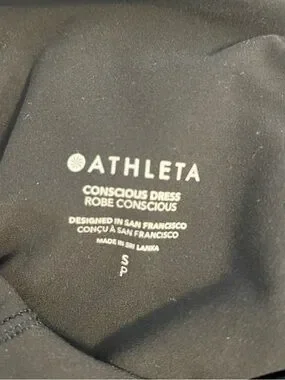 ATHLETA
CONSCIOUS DRESS
ROBE CONSCIOUS
DESIGNED IN SAN FRANCISCO
CONÇU À SAN FRANCISCO
MADE IN SRI LANKA
S
P